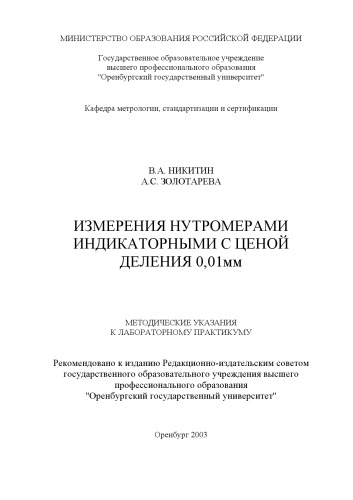 МИНИСТЕРСТВО ОБРАЗОВАНИЯ РОССИЙСКОЙ ФЕДЕРАЦИИ
Государственное образовательное учреждение
высшего профессионального образования
"Оренбургский государственный университет"
Кафедра метрологии, стандартизации и сертификации
В.А. НИКИТИН
А.С. ЗОЛОТАРЕВА
ИЗМЕРЕНИЯ НУТРОМЕРАМИ
ИНДИКАТОРНЫМИ С ЦЕНОЙ
ДЕЛЕНИЯ 0,01мм
МЕТОДИЧЕСКИЕ УКАЗАНИЯ
К ЛАБОРАТОРНОМУ ПРАКТИКУМУ
Рекомендовано к изданию Редакционно-издательским советом
государственного образовательного учреждения высшего
профессионального образования
"Оренбургский государственный университет"
Оренбург 2003